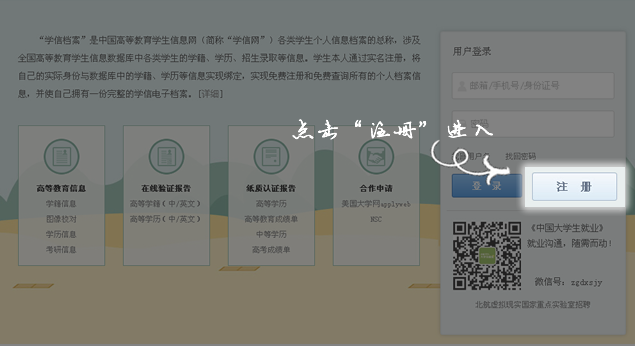 “学信档案”是中国高等教育学生信息网（简称“学信网”）各类学生个人信息档案的总称，涉及
全国高等教育学生信息数据库中各类学生的学籍、学历、招生录取等信息。学生本人通过实名注册，将
自己的实际身份与数据库中的学籍、学历等信息实现绑定，实现免费注册和免费查询所有的个人档案信
息，并使自己拥有一份完整的学信电子档案。 [详细]
用户登录
邮箱/手机号/身份证号
密码
点击“注册”进入
找回密码
登 录
注 册
高等教育信息
学籍信息
图像校对
学历信息
考研信息
在线验证报告
高等学籍（中/英文）
高等学历（中/英文）
纸质认证报告
高等学历
高等教育成绩单
中等学历
高考成绩单
合作申请
美国大学网applyweb
HSC
《中国大学生就业》
就业沟通，随需而动！
微信号：zgdxsjy
北航虚拟现实国家重点实验室招聘